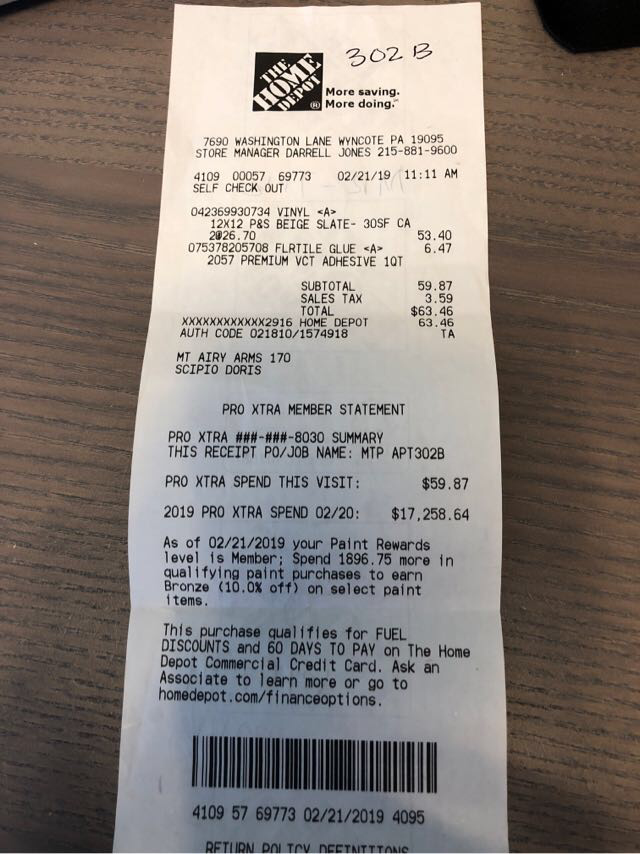 302B
THE
HOME
DEPOT
®
More saving.
More doing.™
7690 WASHINGTON LANE WYNCOTE PA 19095
STORE MANAGER DARRELL JONES 215-881-9600
4109 00057 69773 02/21/19 11:11 AM
SELF CHECK OUT
042369930734 VINYL <A>
12X12 P&S BEIGE SLATE- 30SF CA
2@26.70 53.40
075378205708 FLRTILE GLUE <A> 6.47
2057 PREMIUM VCT ADHESIVE 1QT
SUBTOTAL 59.87
SALES TAX 3.59
TOTAL $63.46
XXXXXXXXXXXX2916 HOME DEPOT 63.46
AUTH CODE 021810/1574918 TA
MT AIRY ARMS 170
SCIPIO DORIS
PRO XTRA MEMBER STATEMENT
PRO XTRA ###-###-8030 SUMMARY
THIS RECEIPT PO/JOB NAME: MTP APT302B
PRO XTRA SPEND THIS VISIT: $59.87
2019 PRO XTRA SPEND 02/20: $17,258.64
As of 02/21/2019 your Paint Rewards
level is Member; Spend 1896.75 more in
qualifying paint purchases to earn
Bronze (10.0% off) on select paint
items.
This purchase qualifies for FUEL
DISCOUNTS and 60 DAYS TO PAY on The Home
Depot Commercial Credit Card. Ask an
Associate to learn more or go to
homedepot.com/financeoptions.
4109 57 69773 02/21/2019 4095
RETURN POLICY DEFINITIONS